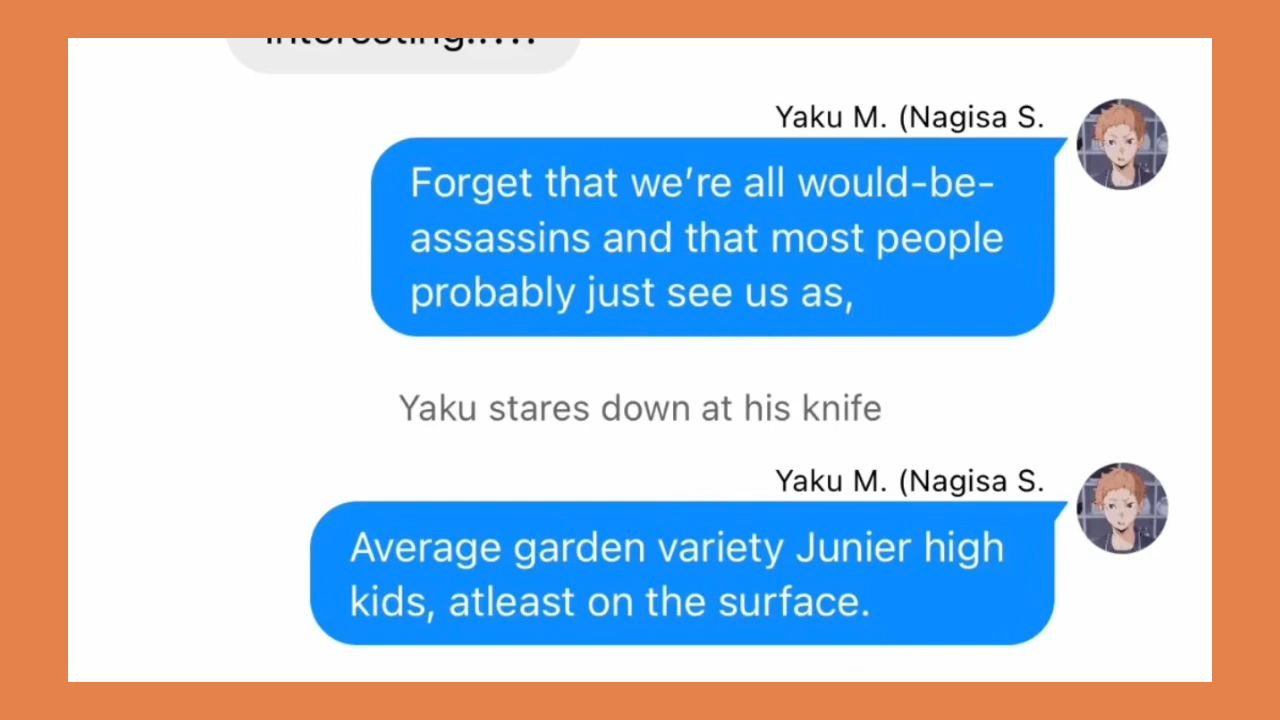 interesting.....
Yaku M. (Nagisa S.
Forget that we're all would-be-
assassins and that most people
probably just see us as,
Yaku stares down at his knife
Yaku M. (Nagisa S.
Average garden variety Junier high
kids, atleast on the surface.